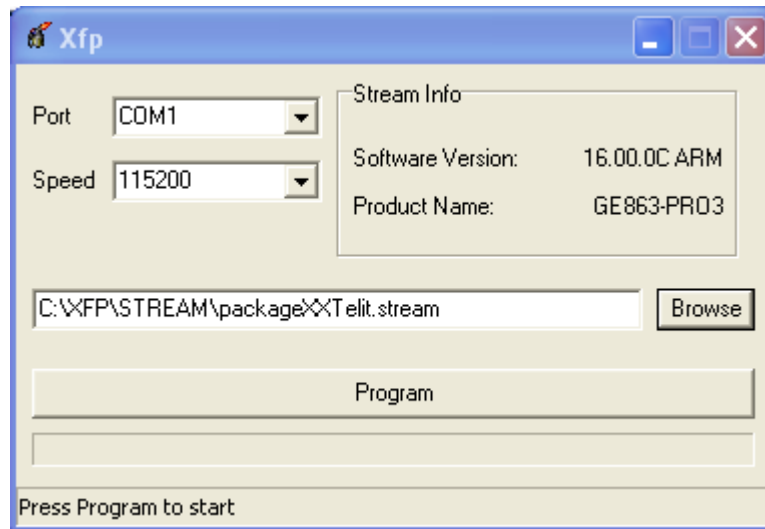 Xfp
Port COM1
Speed 115200
Stream Info
Software Version: 16.00.0C ARM
Product Name: GE863-PRO3
C:\XFP\STREAM\packageXXTelit.stream Browse
Program
Press Program to start